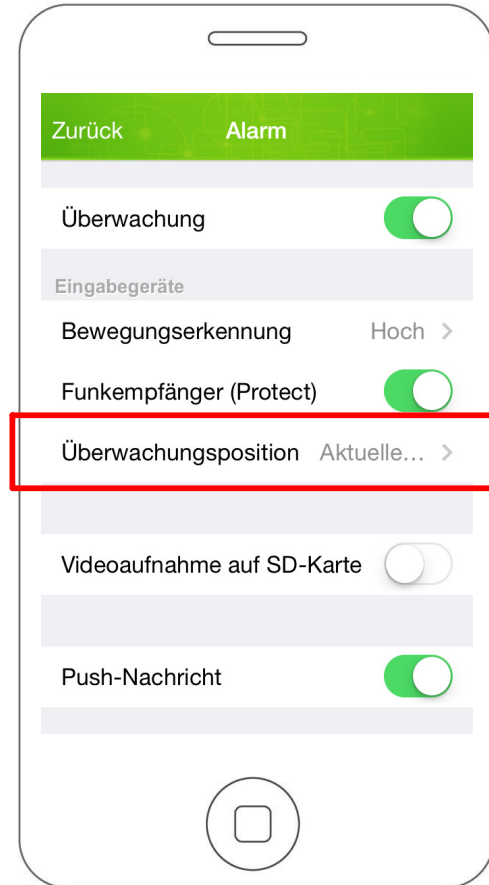 Zurück Alarm
Überwachung
Eingabegeräte
Bewegungserkennung Hoch >
Funkempfänger (Protect)
Überwachungsposition Aktuelle... >
Videoaufnahme auf SD-Karte
Push-Nachricht